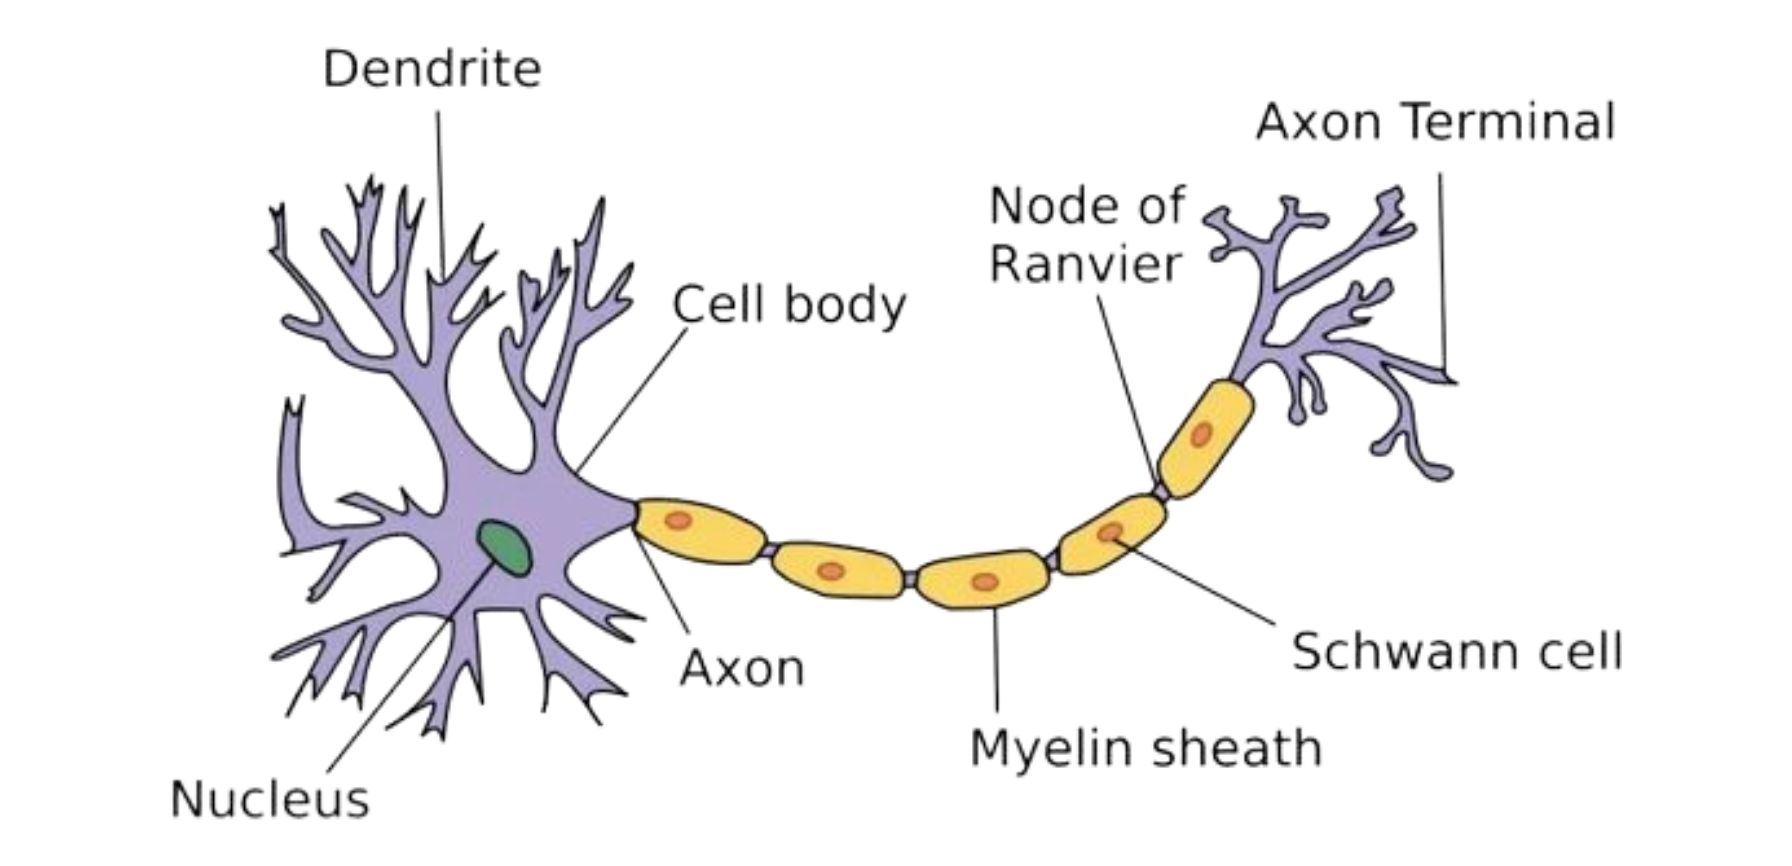 Dendrite
Axon Terminal
Node of
Ranvier
Cell body
Axon
Schwann cell
Myelin sheath
Nucleus